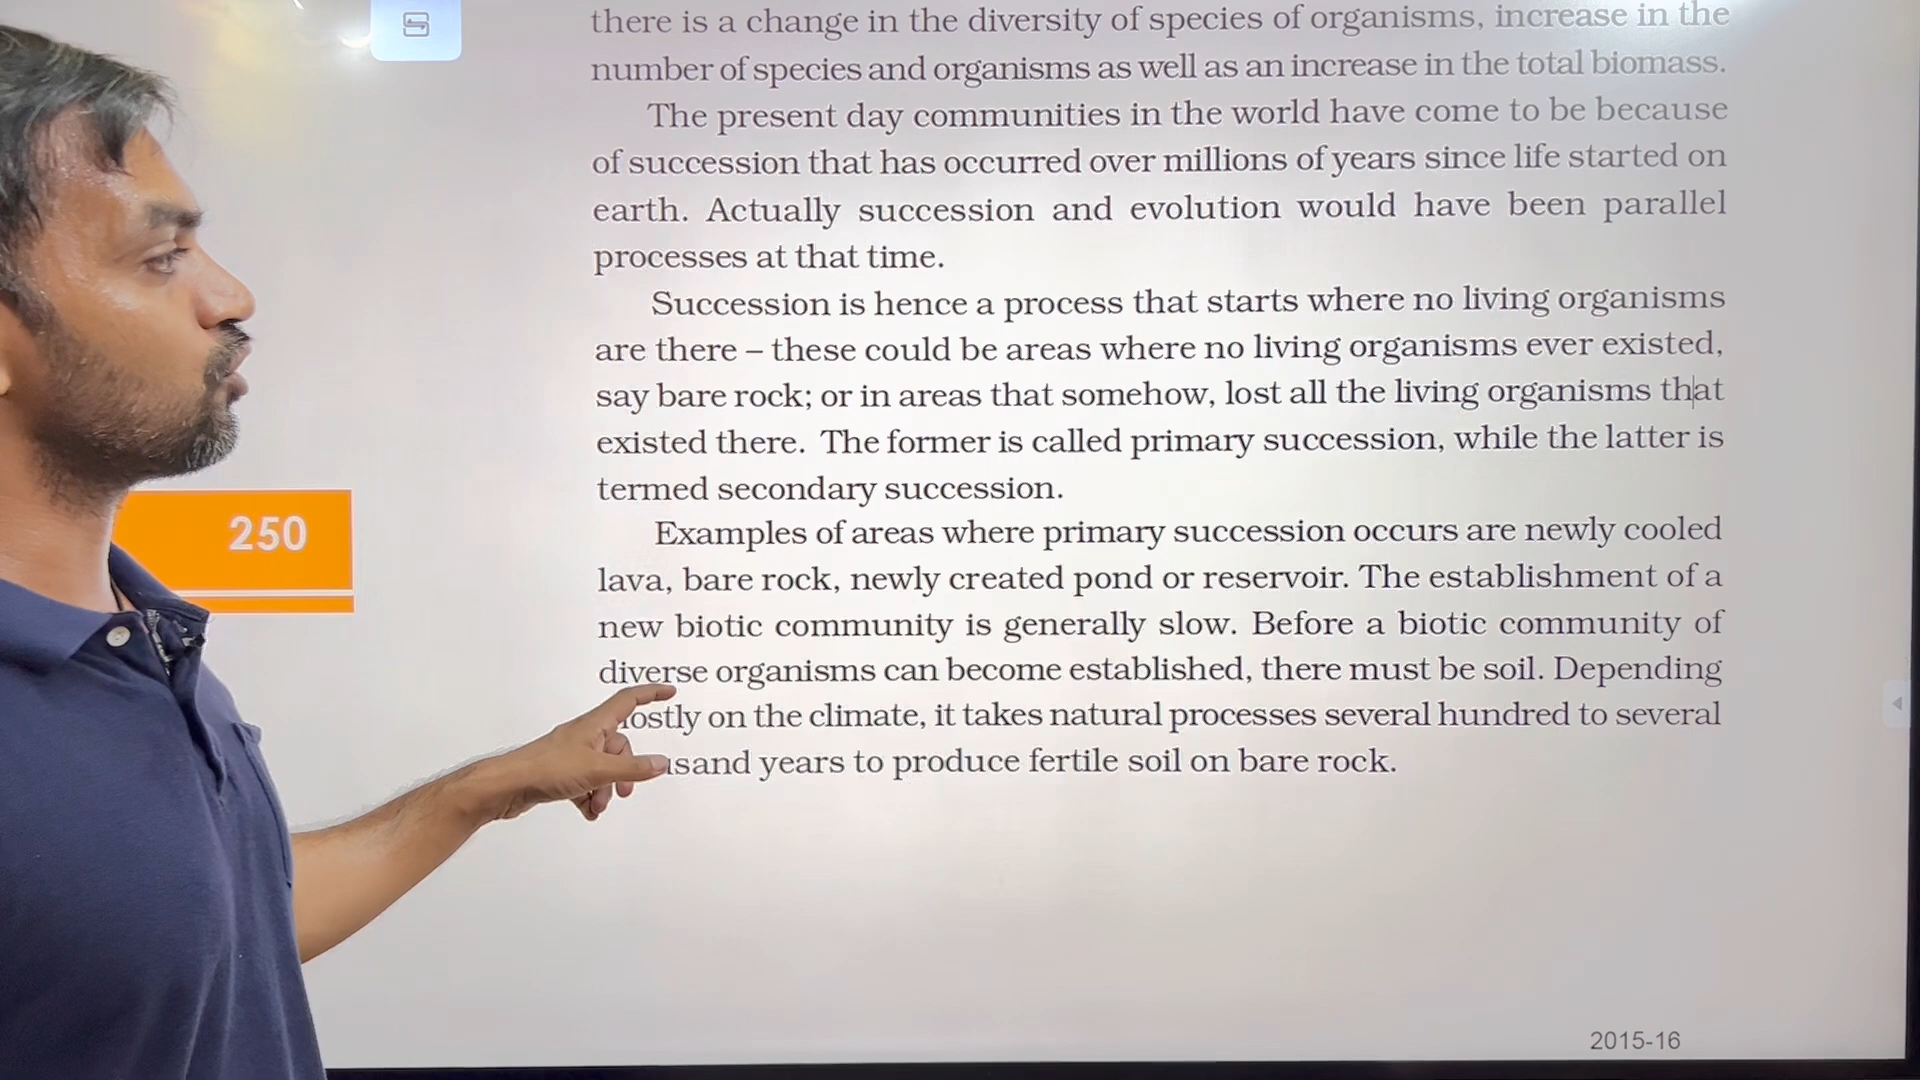 there is a change in the diversity of species of organisms, increase in the
number of species and organisms as well as an increase in the total biomass.
The present day communities in the world have come to be because
of succession that has occurred over millions of years since life started on
earth. Actually succession and evolution would have been parallel
processes at that time.
Succession is hence a process that starts where no living organisms
are there – these could be areas where no living organisms ever existed,
say bare rock; or in areas that somehow, lost all the living organisms that
existed there. The former is called primary succession, while the latter is
termed secondary succession.
250
Examples of areas where primary succession occurs are newly cooled
lava, bare rock, newly created pond or reservoir. The establishment of a
new biotic community is generally slow. Before a biotic community of
diverse organisms can become established, there must be soil. Depending
on the climate, it takes natural processes several hundred to several
years to produce fertile soil on bare rock.
2015-16